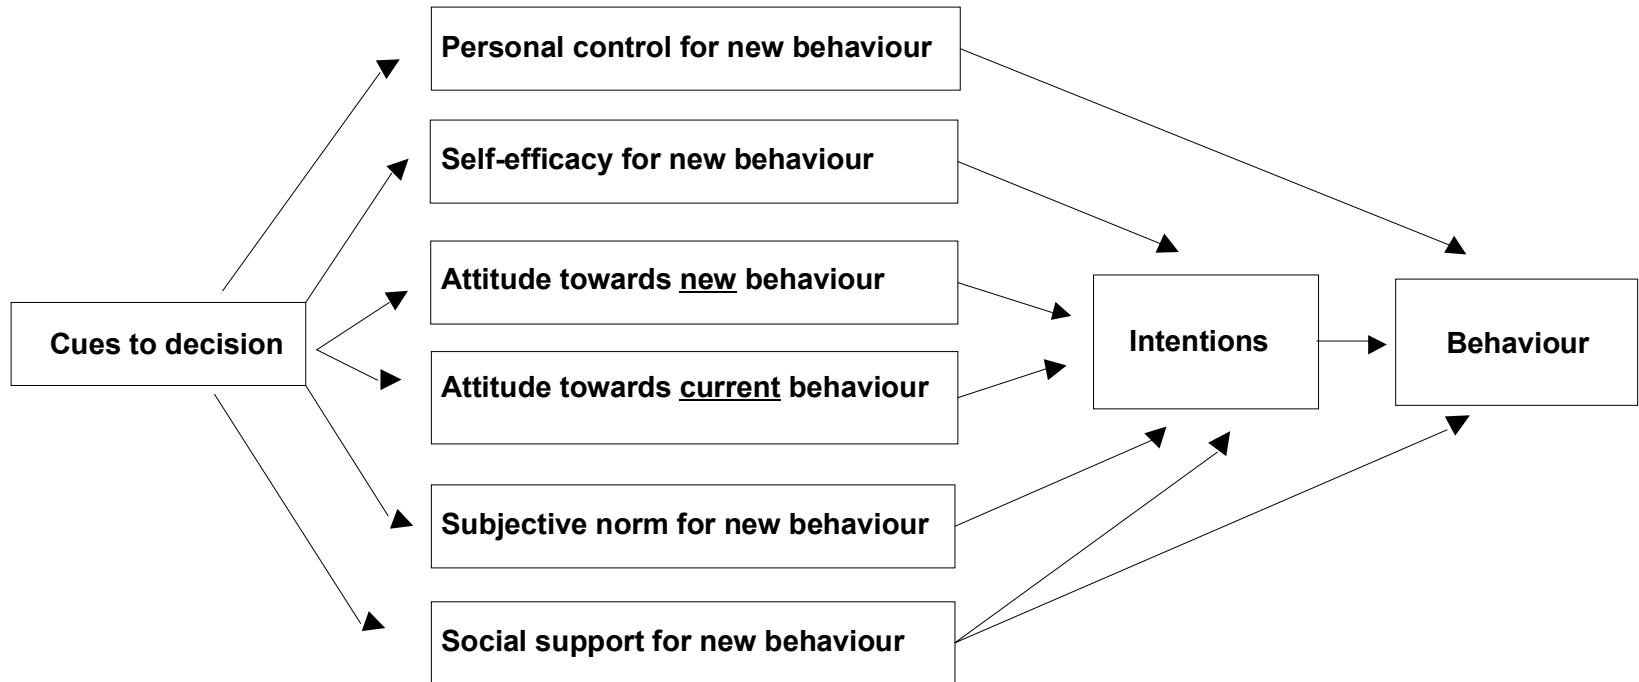 Personal control for new behaviour
Self-efficacy for new behaviour
Attitude towards new behaviour
Cues to decision
Attitude towards current behaviour
Intentions
Behaviour
Subjective norm for new behaviour
Social support for new behaviour